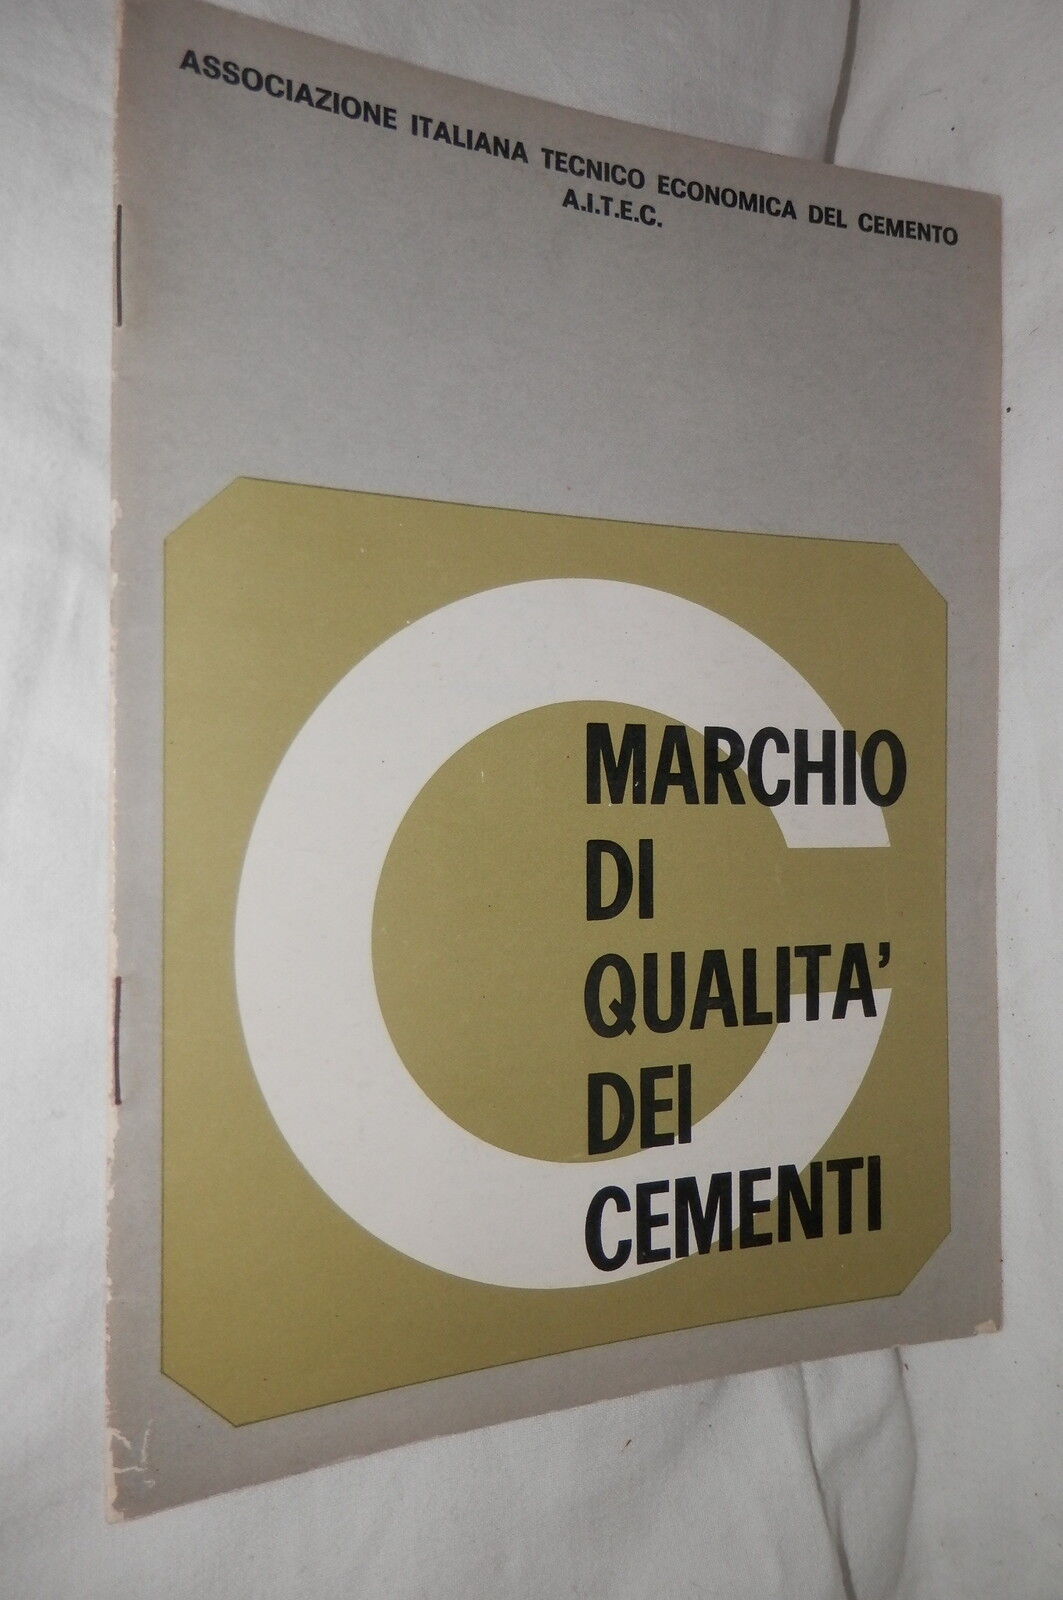 ASSOCIAZIONE ITALIANA TECNICO ECONOMICA DEL CEMENTO
A.I.T.E.C.
MARCHIO
DI
QUALITA'
DEI
CEMENTI